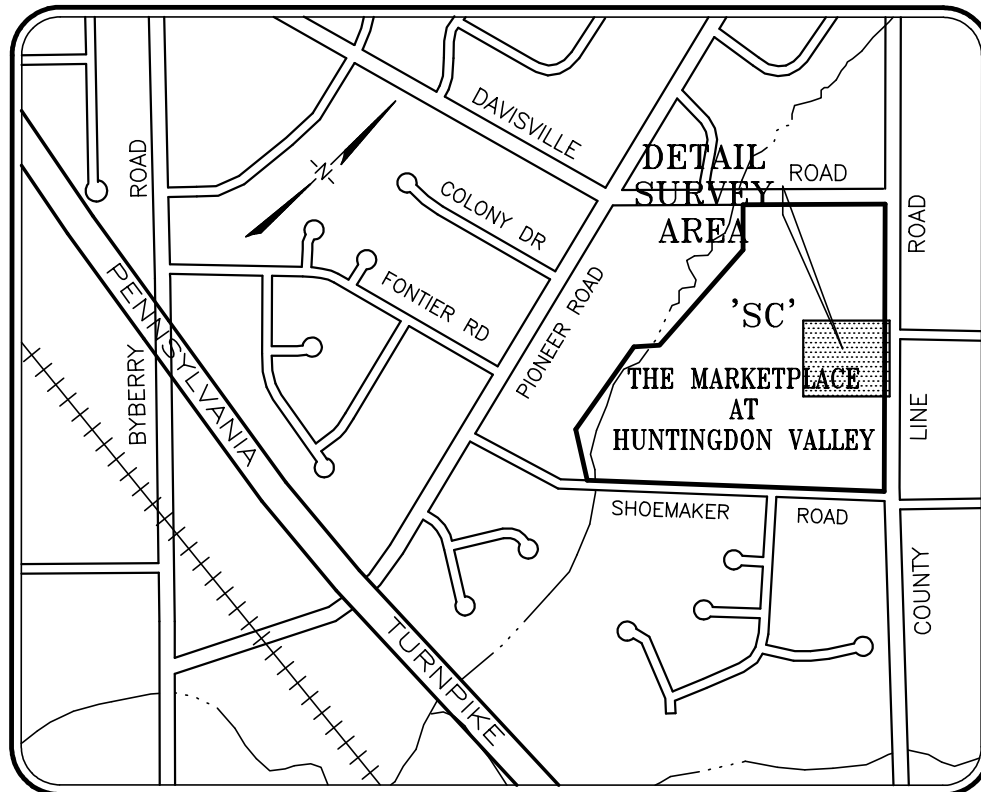 DAVISVILLE
ROAD
-N-
DETAIL
SURVEY
AREA
ROAD
ROAD
COLONY DR
FONTIER RD
PIONEER ROAD
'SC'
THE MARKETPLACE
AT
HUNTINGDON VALLEY
PENNSYLVANIA
BYBERRY
LINE
SHOEMAKER
ROAD
COUNTY
TURNPIKE